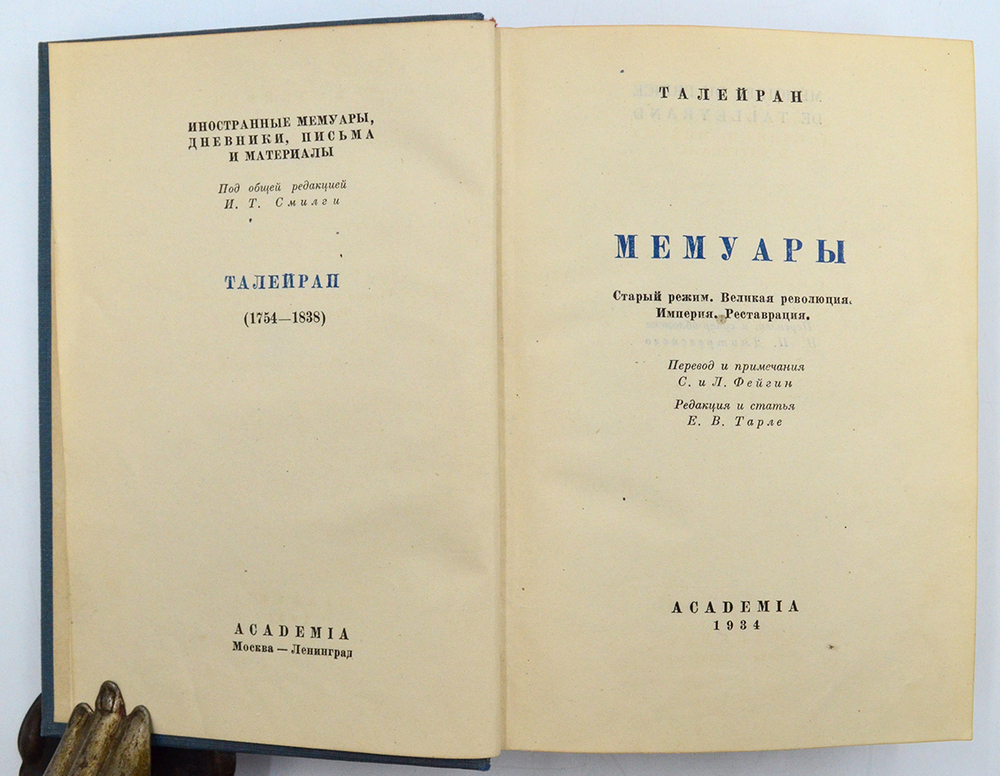 ИНОСТРАННЫЕ МЕМУАРЫ,
ДНЕВНИКИ, ПИСЬМА
И МАТЕРИАЛЫ
Под общей редакцией
И. Т. Смилги
ТАЛЕЙРАН
(1754—1838)
ACADEMIA
Москва — Ленинград
ТАЛЕЙРАН
МЕМУАРЫ
Старый режим. Великая революция.
Империя. Реставрация.
Перевод и примечания
С. и Л. Фейгин
Редакция и статья
Е. В. Тарле
ACADEMIA
1934